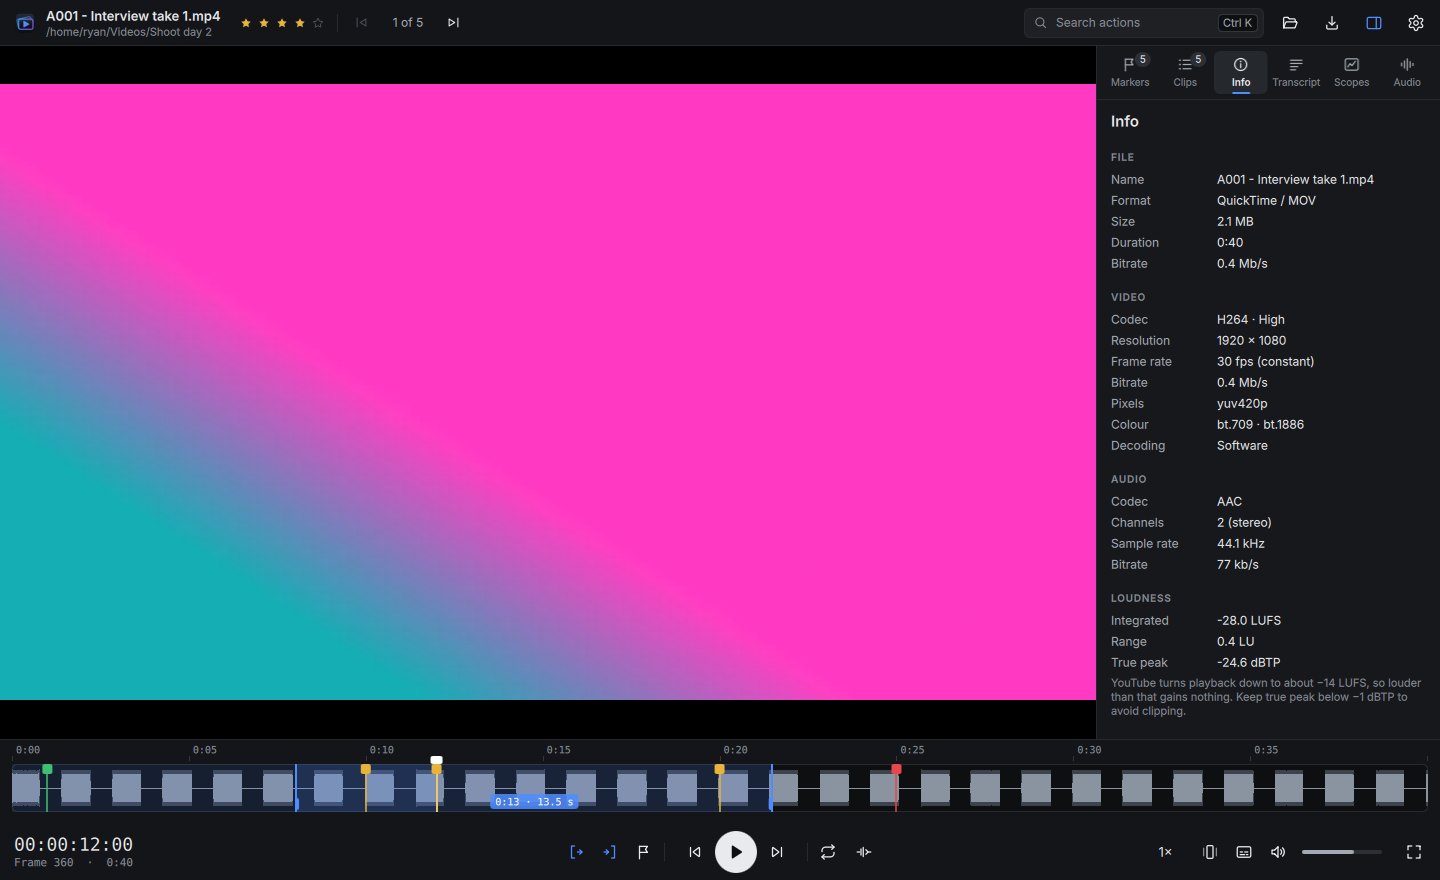 A001 - Interview take 1.mp4
/home/ryan/Videos/Shoot day 2
1 of 5
Search actions
Ctrl K
Markers 5
Clips 5
Info
Transcript
Scopes
Audio
Info
FILE
Name A001 - Interview take 1.mp4
Format QuickTime / MOV
Size 2.1 MB
Duration 0:40
Bitrate 0.4 Mb/s
VIDEO
Codec H264 · High
Resolution 1920 × 1080
Frame rate 30 fps (constant)
Bitrate 0.4 Mb/s
Pixels yuv420p
Colour bt.709 · bt.1886
Decoding Software
AUDIO
Codec AAC
Channels 2 (stereo)
Sample rate 44.1 kHz
Bitrate 77 kb/s
LOUDNESS
Integrated -28.0 LUFS
Range 0.4 LU
True peak -24.6 dBTP
YouTube turns playback down to about −14 LUFS, so louder
than that gains nothing. Keep true peak below −1 dBTP to
avoid clipping.
0:00 0:05 0:10 0:15 0:20 0:25 0:30 0:35
0:13 · 13.5 s
00:00:12:00
Frame 360 · 0:40
1×